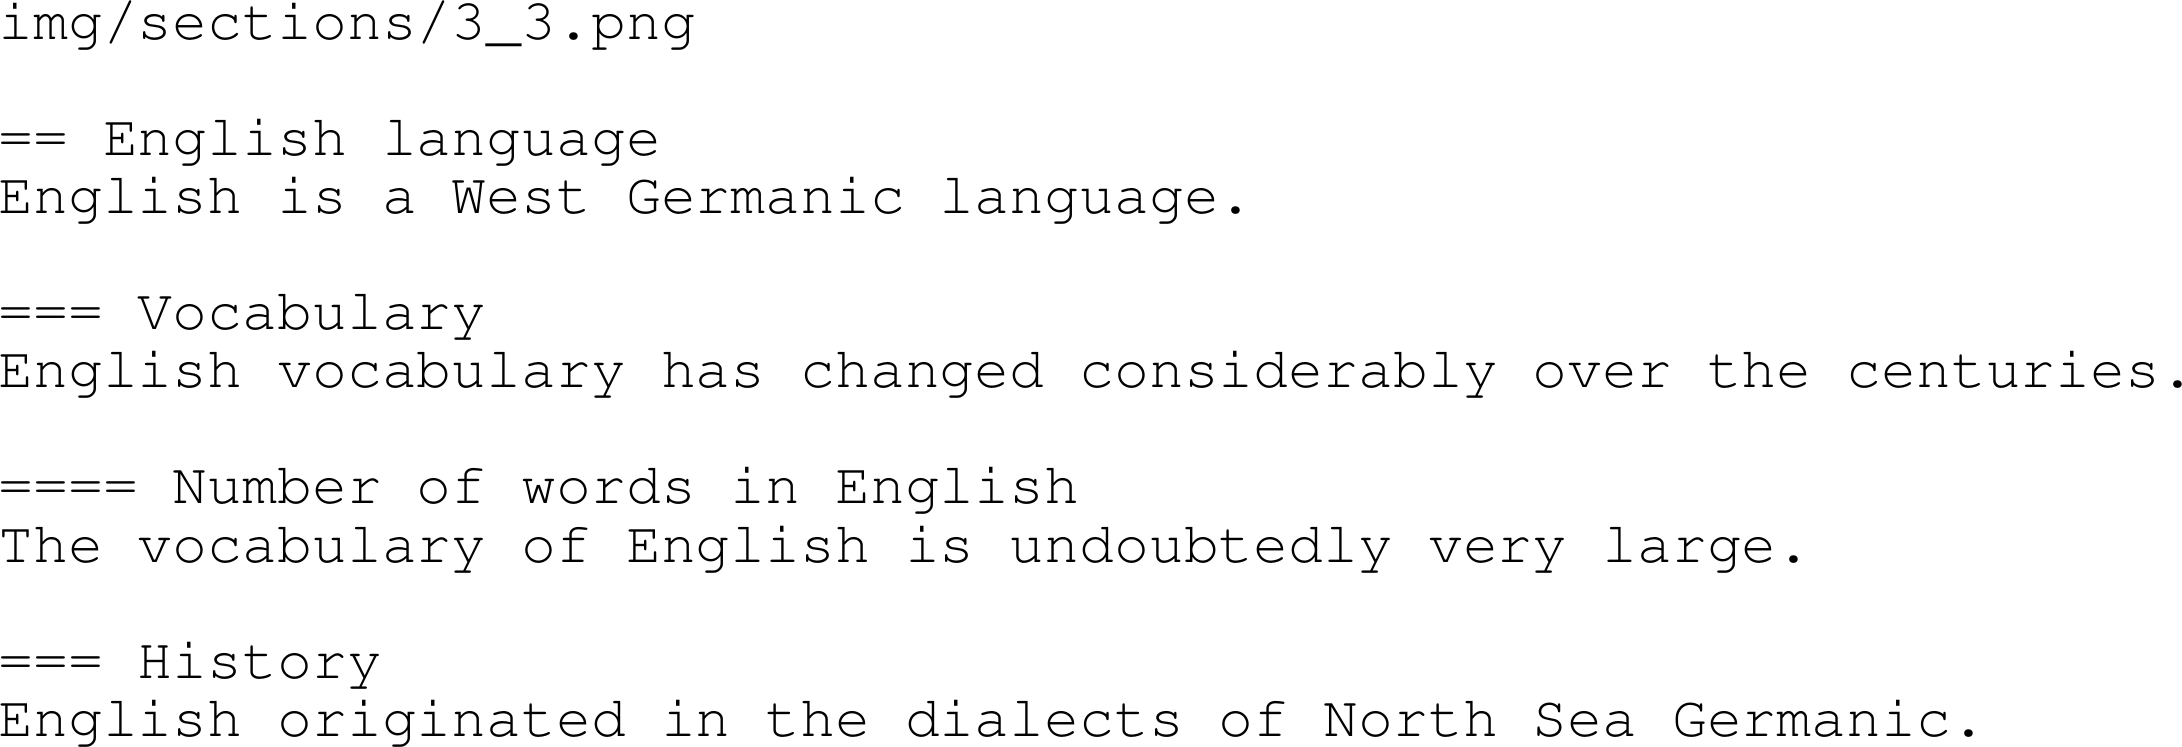 img/sections/3_3.png
== English language
English is a West Germanic language.
=== Vocabulary
English vocabulary has changed considerably over the centuries.
==== Number of words in English
The vocabulary of English is undoubtedly very large.
=== History
English originated in the dialects of North Sea Germanic.